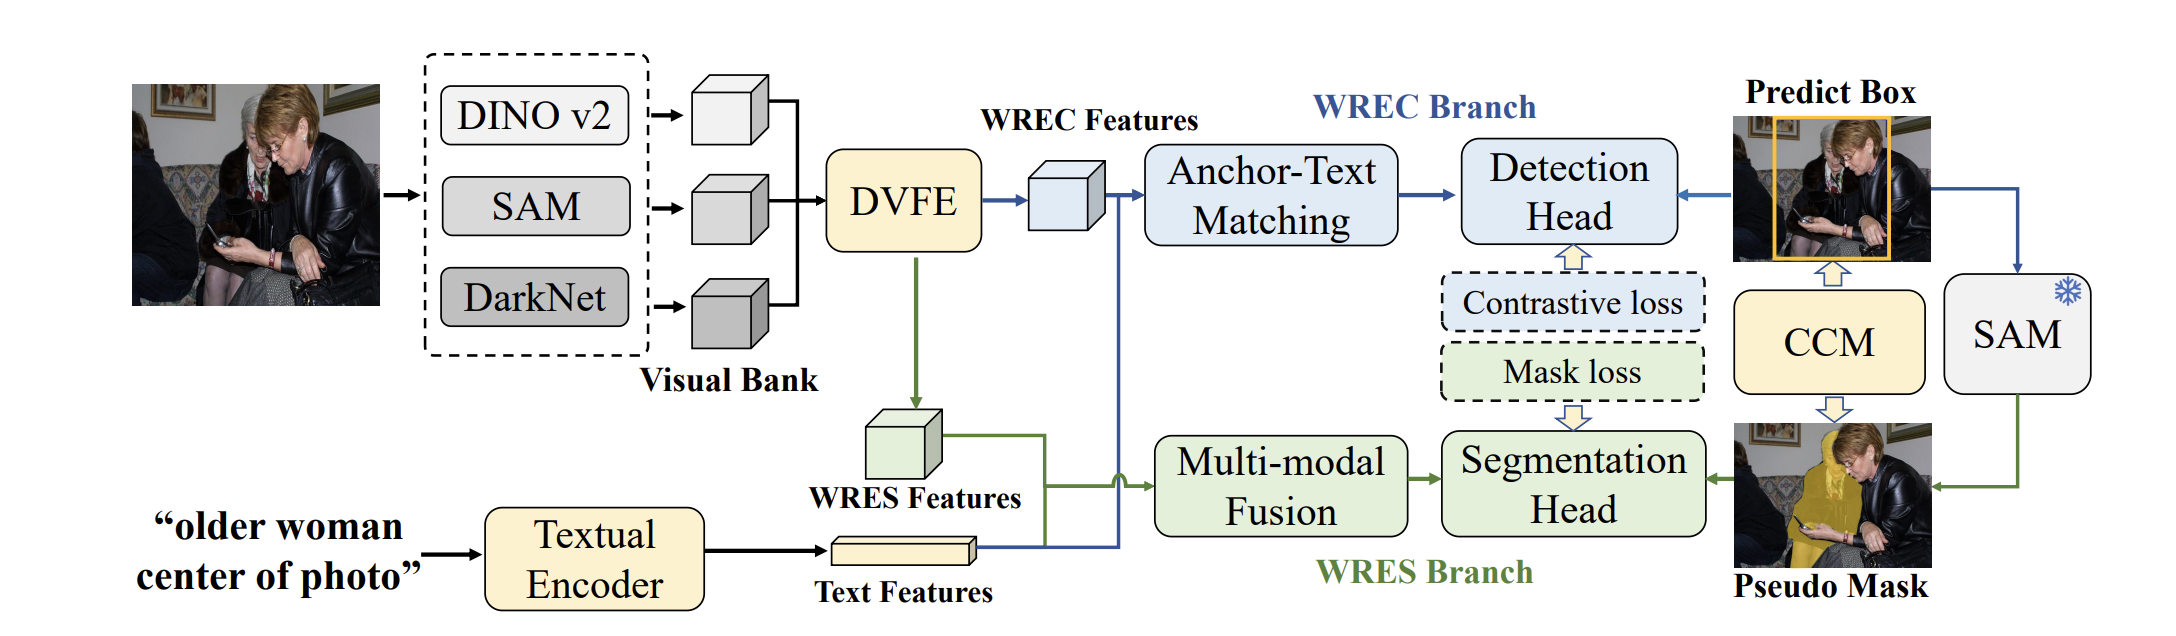 DINO v2
SAM
DarkNet
Visual Bank
DVFE
WREC Features
WREC Branch
Anchor-Text
Matching
Detection
Head
Predict Box
Contrastive loss
Mask loss
CCM
SAM
WRES Features
Multi-modal
Fusion
Segmentation
Head
WRES Branch
Pseudo Mask
“older woman
center of photo”
Textual
Encoder
Text Features